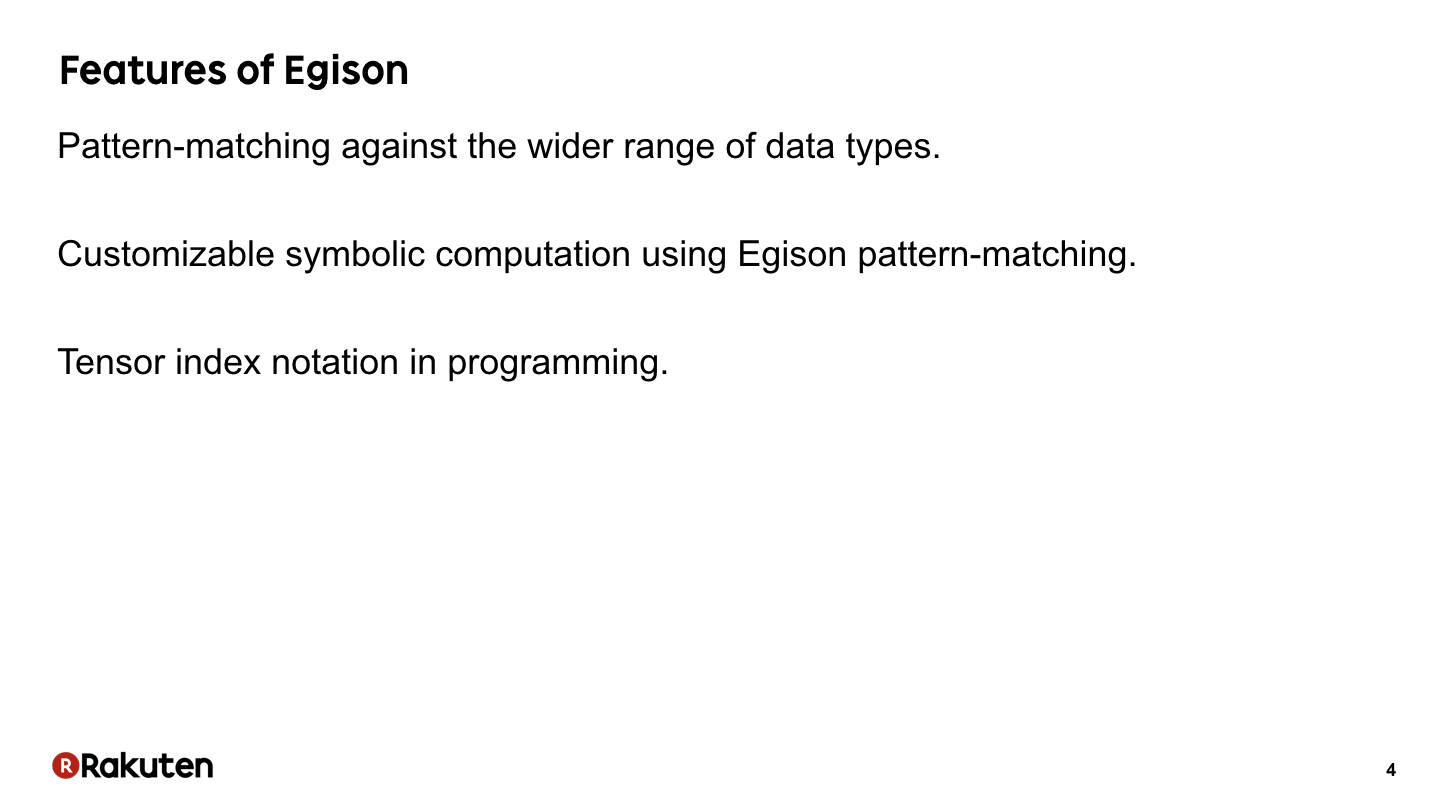 Features of Egison
Pattern-matching against the wider range of data types.
Customizable symbolic computation using Egison pattern-matching.
Tensor index notation in programming.
R Rakuten
4